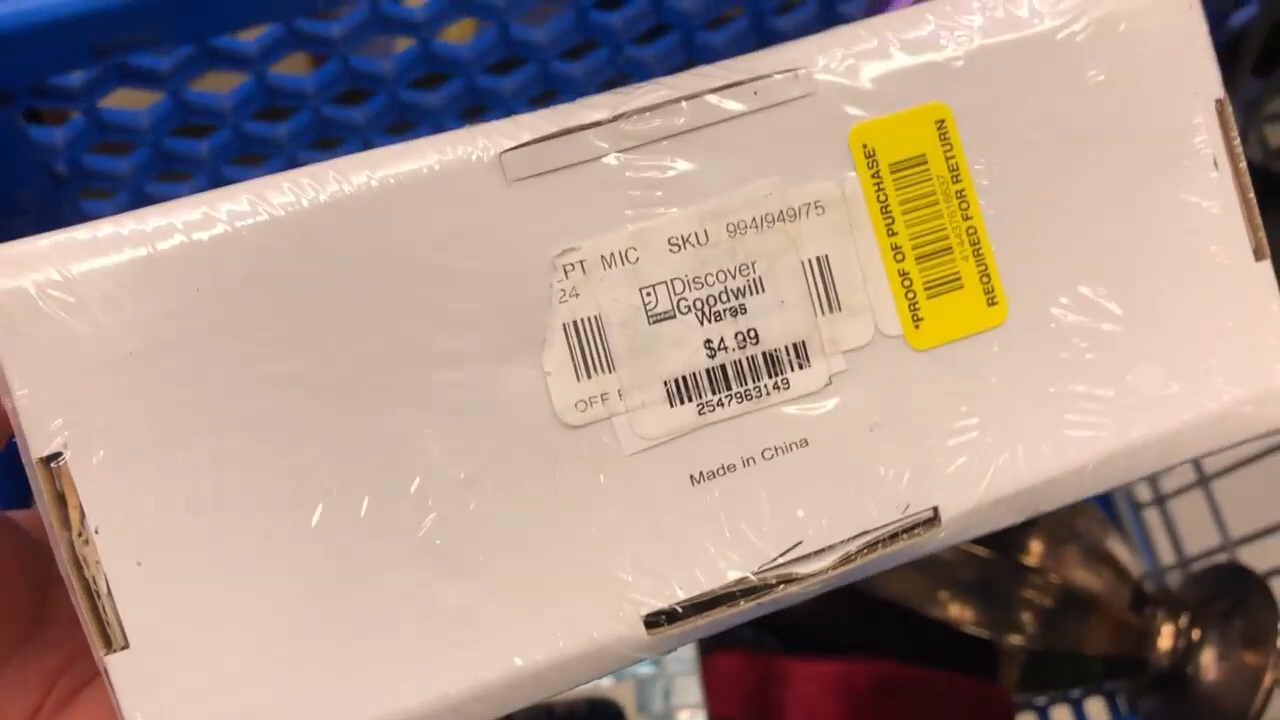 PT MIC SKU 994/949/75
24
Discover
Goodwill
Wares
$4.99
2547963149
OFF
Made in China
*PROOF OF PURCHASE*
REQUIRED FOR RETURN